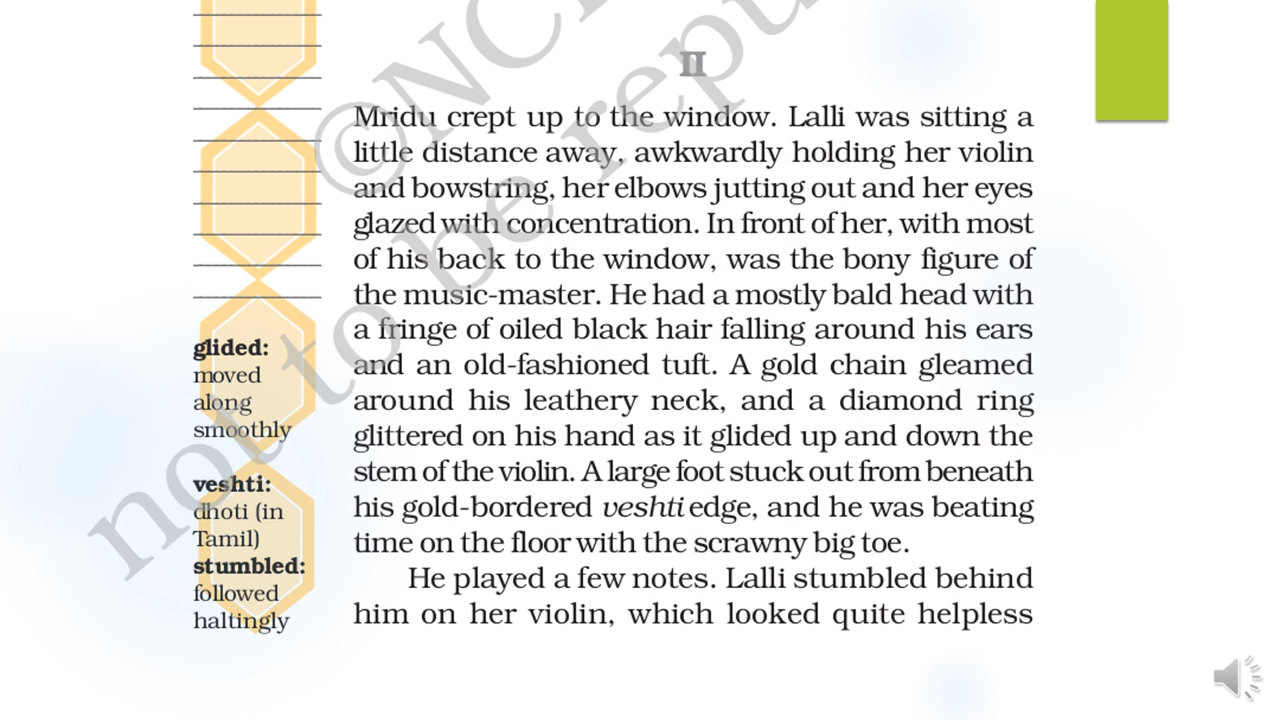 II
Mridu crept up to the window. Lalli was sitting a
little distance away, awkwardly holding her violin
and bowstring, her elbows jutting out and her eyes
glazed with concentration. In front of her, with most
of his back to the window, was the bony figure of
the music-master. He had a mostly bald head with
a fringe of oiled black hair falling around his ears
and an old-fashioned tuft. A gold chain gleamed
around his leathery neck, and a diamond ring
glittered on his hand as it glided up and down the
stem of the violin. A large foot stuck out from beneath
his gold-bordered veshti edge, and he was beating
time on the floor with the scrawny big toe.
He played a few notes. Lalli stumbled behind
him on her violin, which looked quite helpless
glided:
moved
along
smoothly
veshti:
dhoti (in
Tamil)
stumbled:
followed
haltingly
not to be